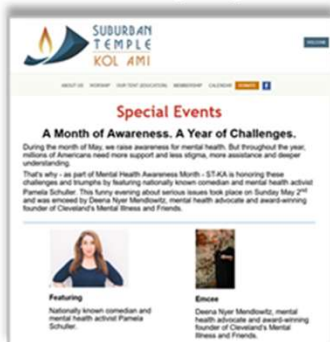 SUBURBAN
TEMPLE
KOL AMI
ABOUT US WORSHIP OUR TENT (EDUCATION) MEMBERSHIP CALENDAR DONATE f
Special Events
A Month of Awareness. A Year of Challenges.
During the month of May, we raise awareness for mental health. But throughout the year,
millions of Americans need more support and less stigma, more assistance and deeper
understanding.
That's why - as part of Mental Health Awareness Month - ST-KA is honoring these
challenges and triumphs by featuring nationally known comedian and mental health activist
Pamela Schuller. This funny evening about serious issues took place on Sunday May 2nd
and was emceed by Deena Nyer Mendlowitz, mental health advocate and award-winning
founder of Cleveland's Mental Illness and Friends.
Featuring
Nationally known comedian and
mental health activist Pamela
Schuller.
Emcee
Deena Nyer Mendlowitz, mental
health advocate and award-winning
founder of Cleveland's Mental
Illness and Friends.